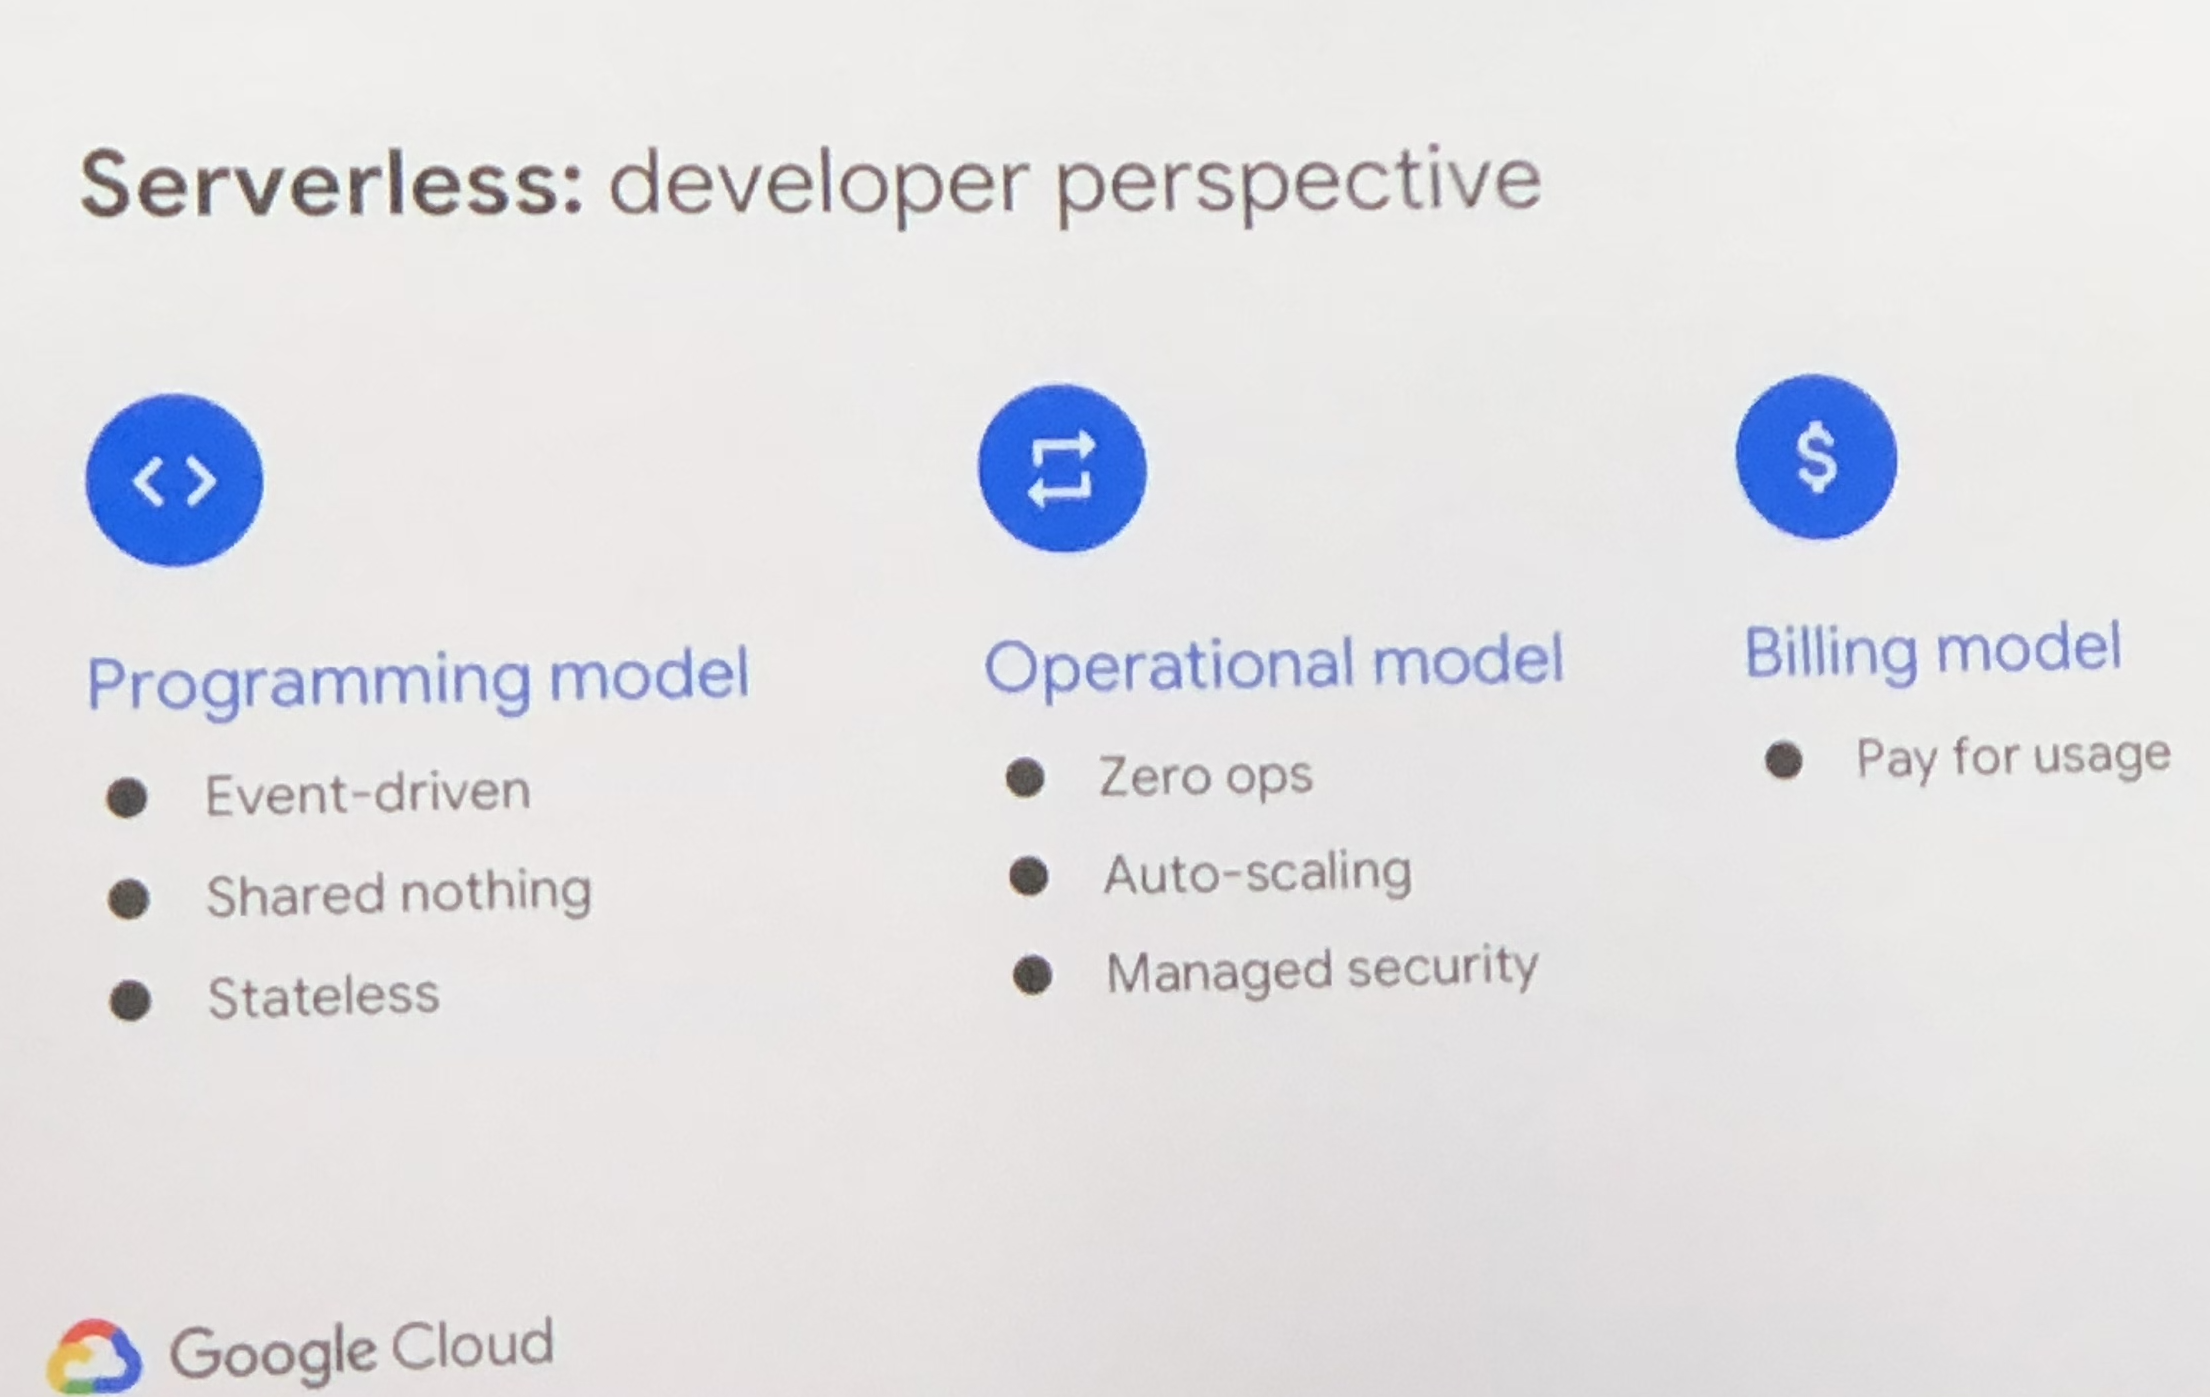 Serverless: developer perspective
Programming model
Event-driven
Shared nothing
Stateless
Operational model
Zero ops
Auto-scaling
Managed security
Billing model
Pay for usage
Google Cloud